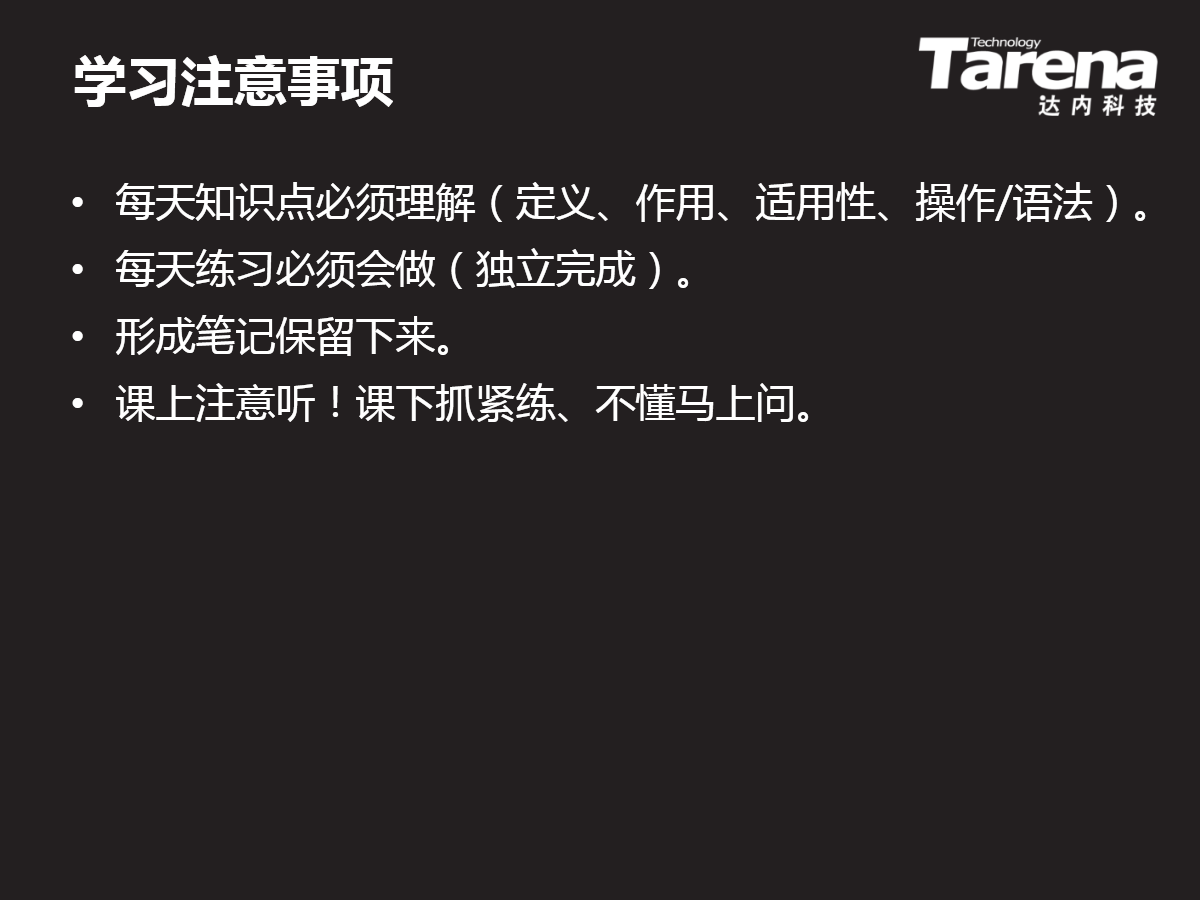 学习注意事项
Technology
Tarena
达内科技
• 每天知识点必须理解（定义、作用、适用性、操作/语法）。
• 每天练习必须会做（独立完成）。
• 形成笔记保留下来。
• 课上注意听！课下抓紧练、不懂马上问。